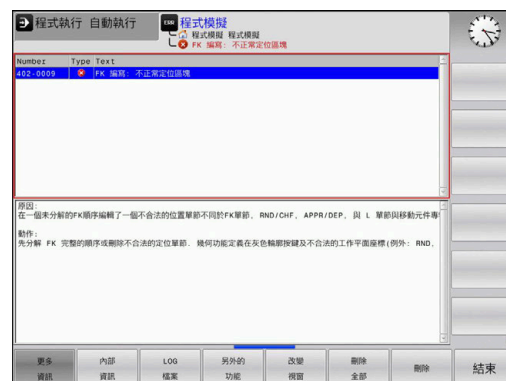 程式執行 自動執行
ERR 程式模擬
程式模擬 程式模擬
FK 編寫: 不正常定位區塊
Number Type Text
402-0009 FK 編寫: 不正常定位區塊
原因:
在一個未分解的FK順序編輯了一個不合法的位置單節不同於FK單節, RND/CHF, APPR/DEP, 與 L 單節與移動元件專
動作:
先分解 FK 完整的順序或刪除不合法的定位單節. 幾何功能定義在灰色輪廓按鍵及不合法的工作平面座標(例外: RND,
更多 資訊
內部 資訊
LOG 檔案
另外的 功能
改變 視窗
刪除 全部
刪除
結束